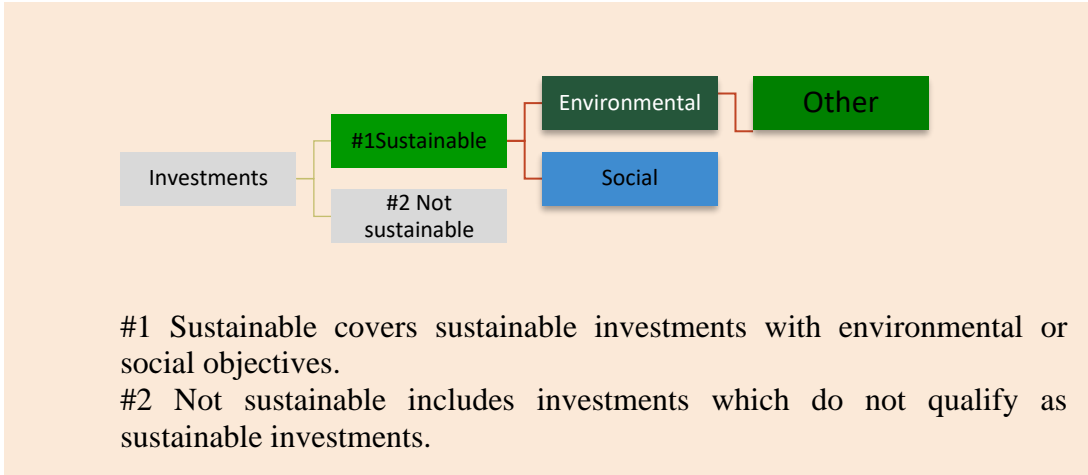 Environmental
Other
#1Sustainable
Investments
Social
#2 Not
sustainable
#1 Sustainable covers sustainable investments with environmental or
social objectives.
#2 Not sustainable includes investments which do not qualify as
sustainable investments.